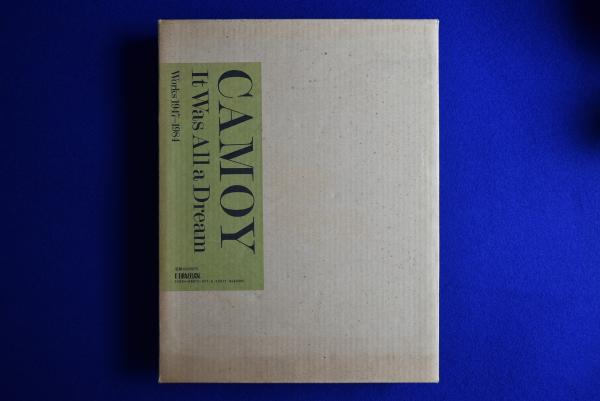 CAMOY
It Was All a Dream
Works 1947–1984